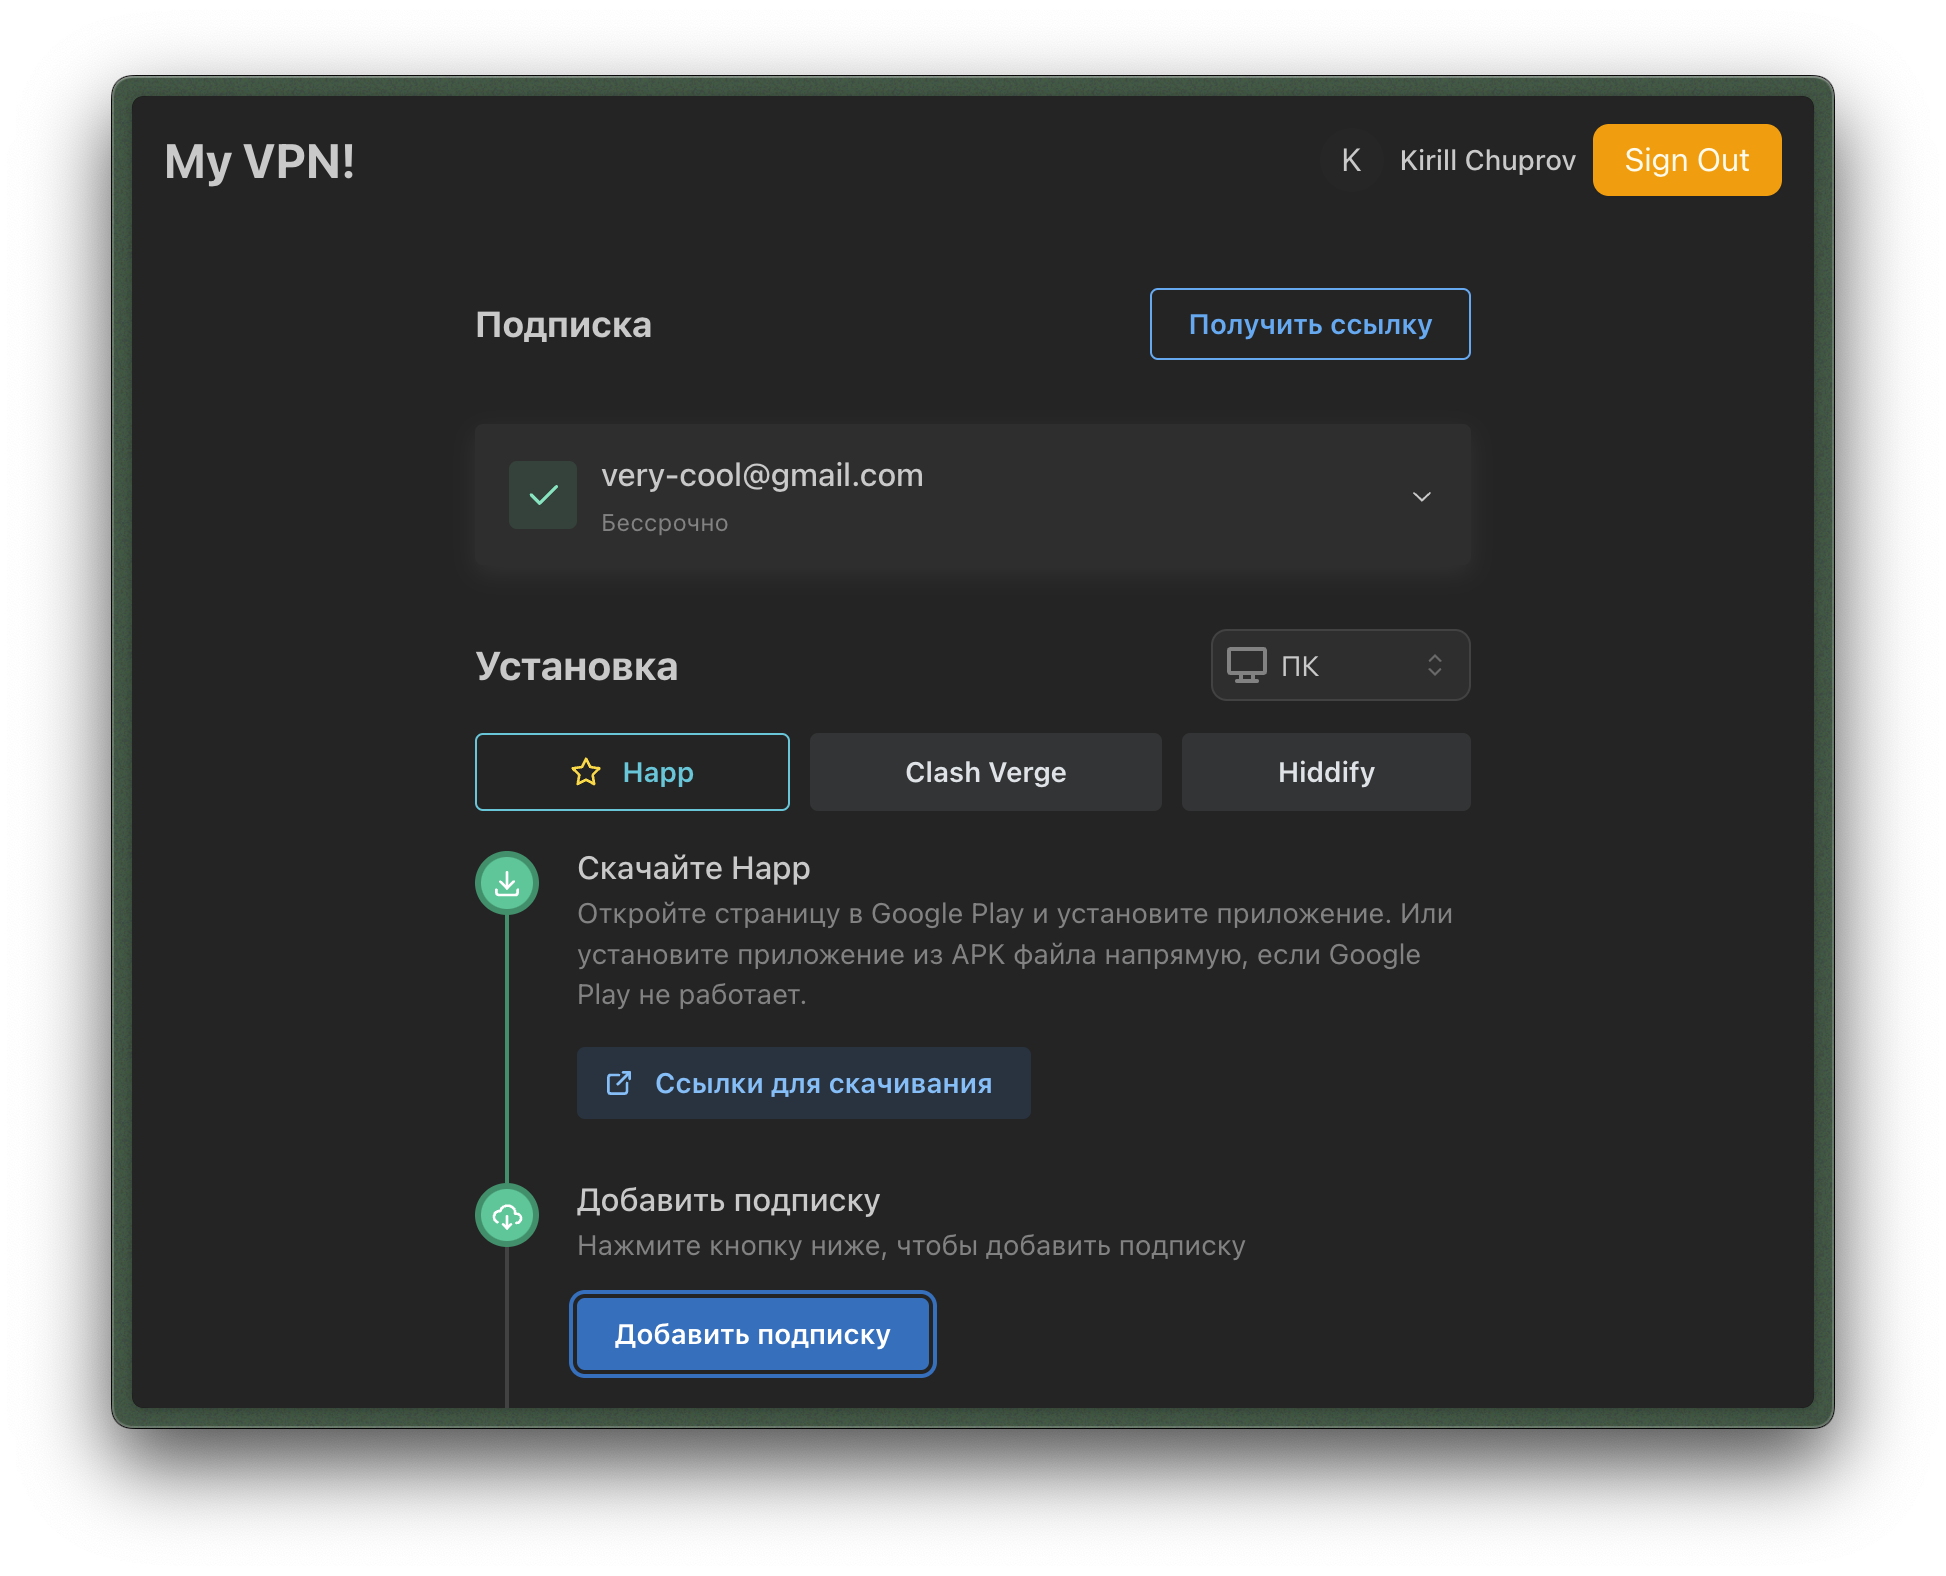 My VPN!
K Kirill Chuprov Sign Out
Подписка
Получить ссылку
very-cool@gmail.com
Бессрочно
Установка
ПК
Happ Clash Verge Hiddify
Скачайте Happ
Откройте страницу в Google Play и установите приложение. Или
установите приложение из APK файла напрямую, если Google
Play не работает.
Ссылки для скачивания
Добавить подписку
Нажмите кнопку ниже, чтобы добавить подписку
Добавить подписку